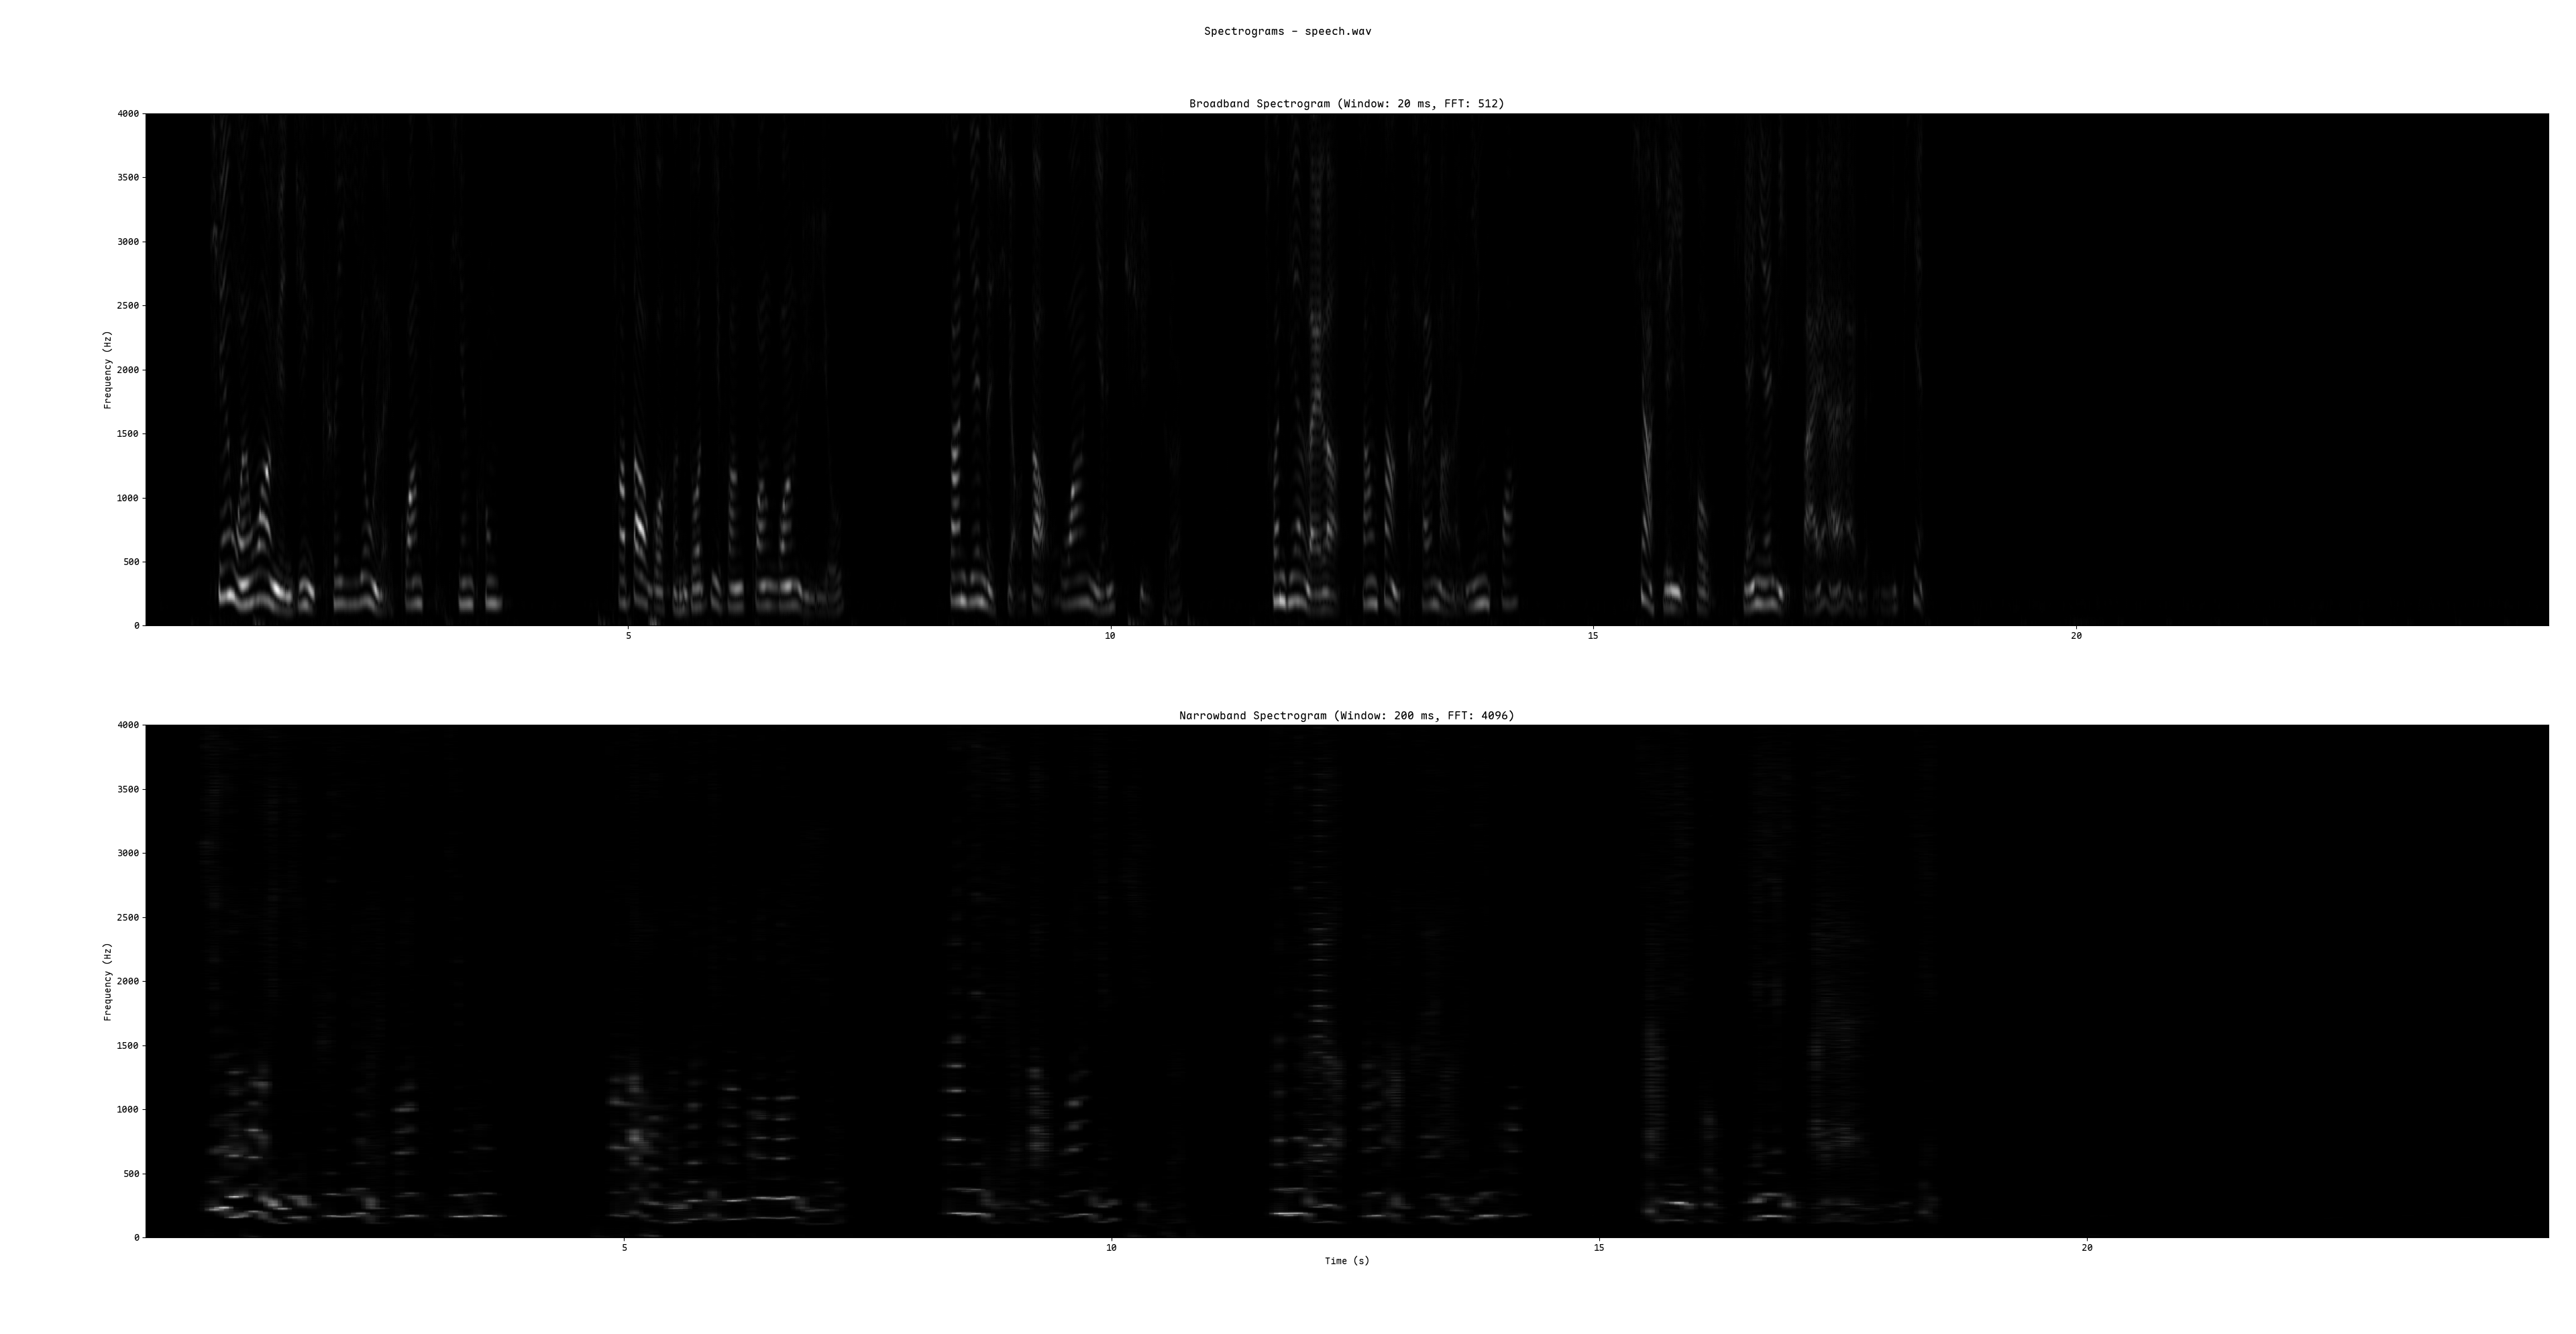 Spectrograms - speech.wav
Broadband Spectrogram (Window: 20 ms, FFT: 512)
Frequency (Hz)
4000
3500
3000
2500
2000
1500
1000
500
0
5 10 15 20
Narrowband Spectrogram (Window: 200 ms, FFT: 4096)
Frequency (Hz)
4000
3500
3000
2500
2000
1500
1000
500
0
5 10 15 20
Time (s)